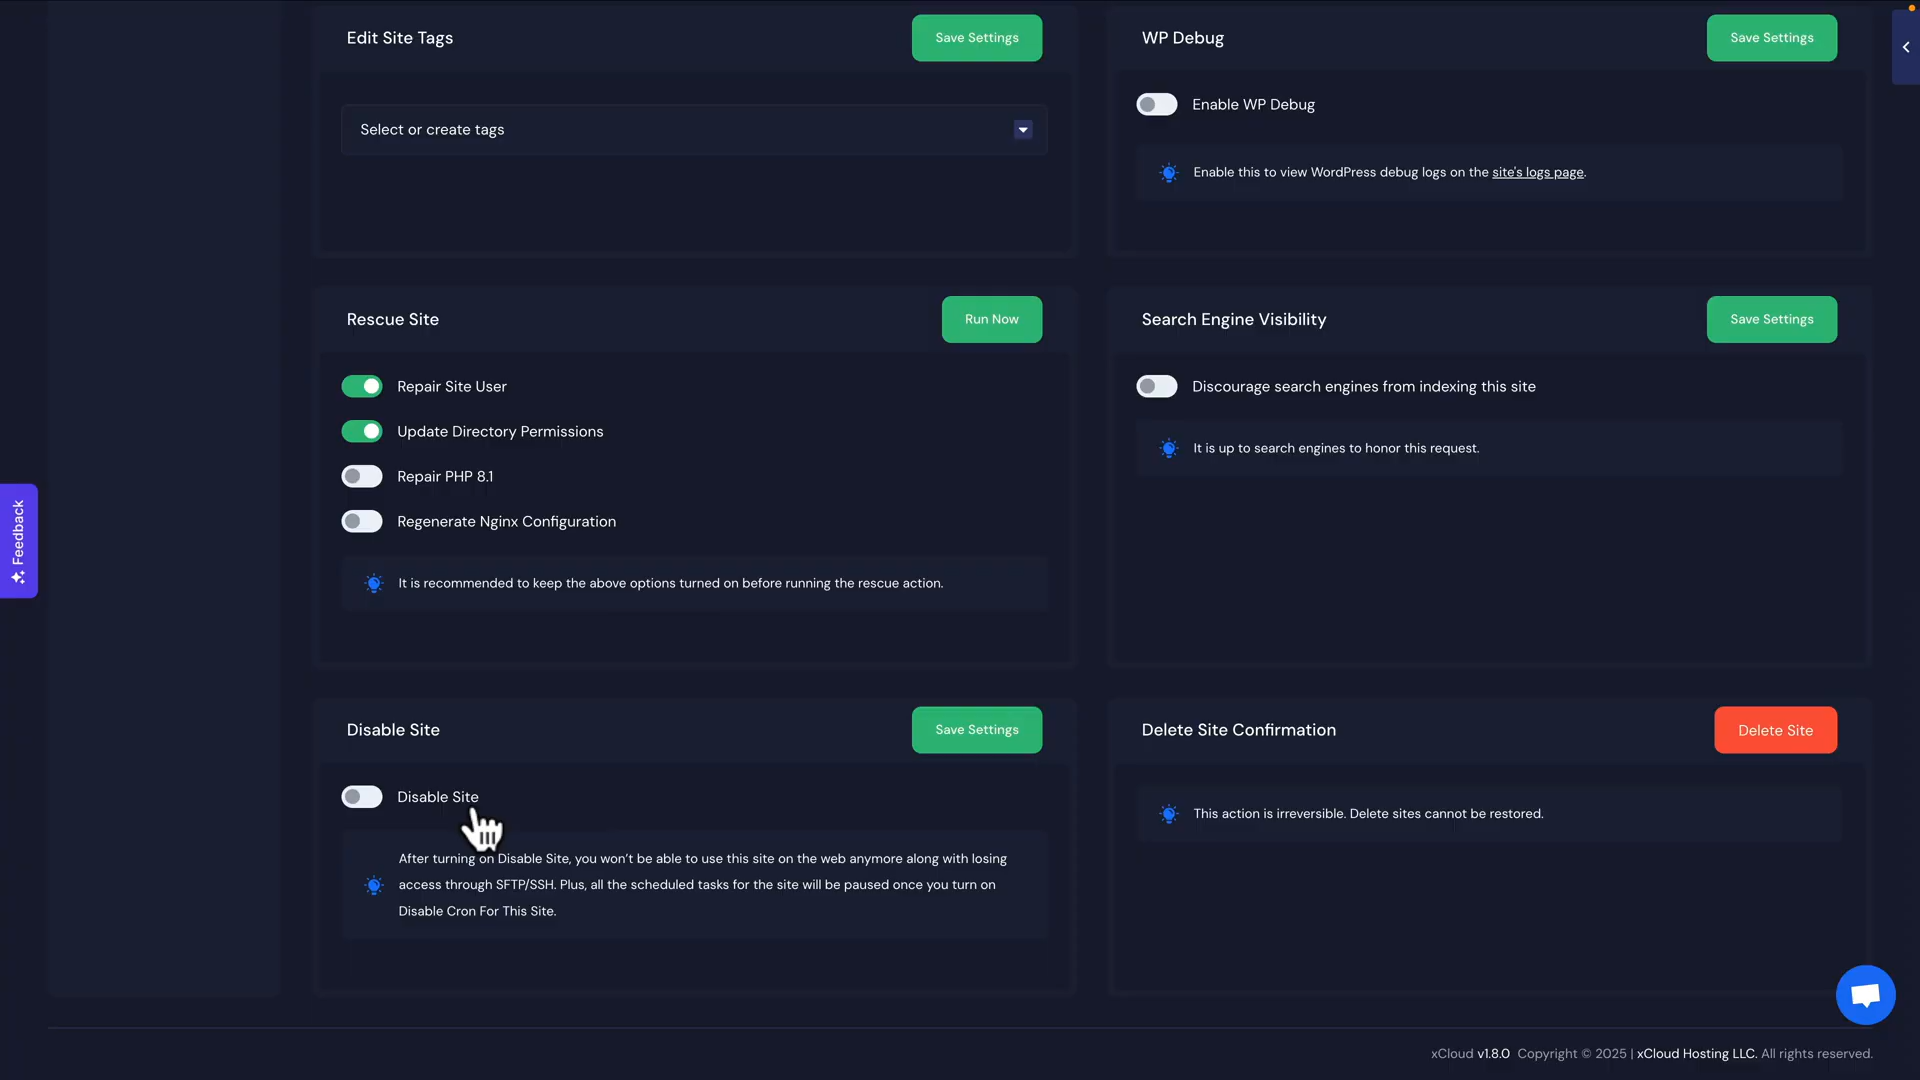 Edit Site Tags
Save Settings
Select or create tags
WP Debug
Save Settings
Enable WP Debug
Enable this to view WordPress debug logs on the site's logs page.
Rescue Site
Run Now
Repair Site User
Update Directory Permissions
Repair PHP 8.1
Regenerate Nginx Configuration
It is recommended to keep the above options turned on before running the rescue action.
Search Engine Visibility
Save Settings
Discourage search engines from indexing this site
It is up to search engines to honor this request.
Feedback
Disable Site
Save Settings
Disable Site
After turning on Disable Site, you won't be able to use this site on the web anymore along with losing
access through SFTP/SSH. Plus, all the scheduled tasks for the site will be paused once you turn on
Disable Cron For This Site.
Delete Site Confirmation
Delete Site
This action is irreversible. Delete sites cannot be restored.
xCloud v1.8.0 Copyright © 2025 | xCloud Hosting LLC. All rights reserved.